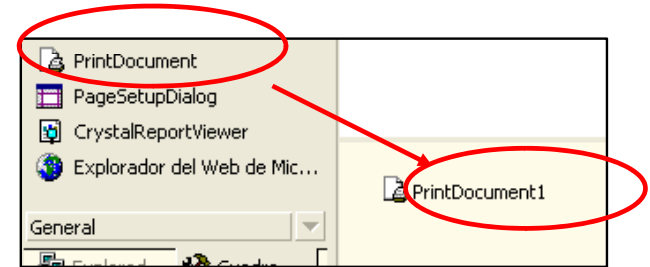 PrintDocument
PageSetupDialog
CrystalReportViewer
Explorador del Web de Mic...
PrintDocument1
General